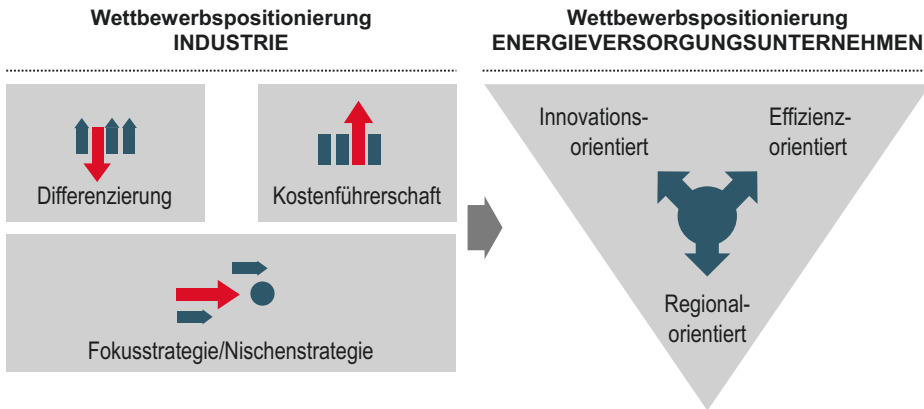 Wettbewerbspositionierung
INDUSTRIE
Wettbewerbspositionierung
ENERGIEVERSORGUNGSUNTERNEHMEN
Differenzierung
Kostenführerschaft
Fokusstrategie/Nischenstrategie
Innovations-
orientiert
Effizienz-
orientiert
Regional-
orientiert